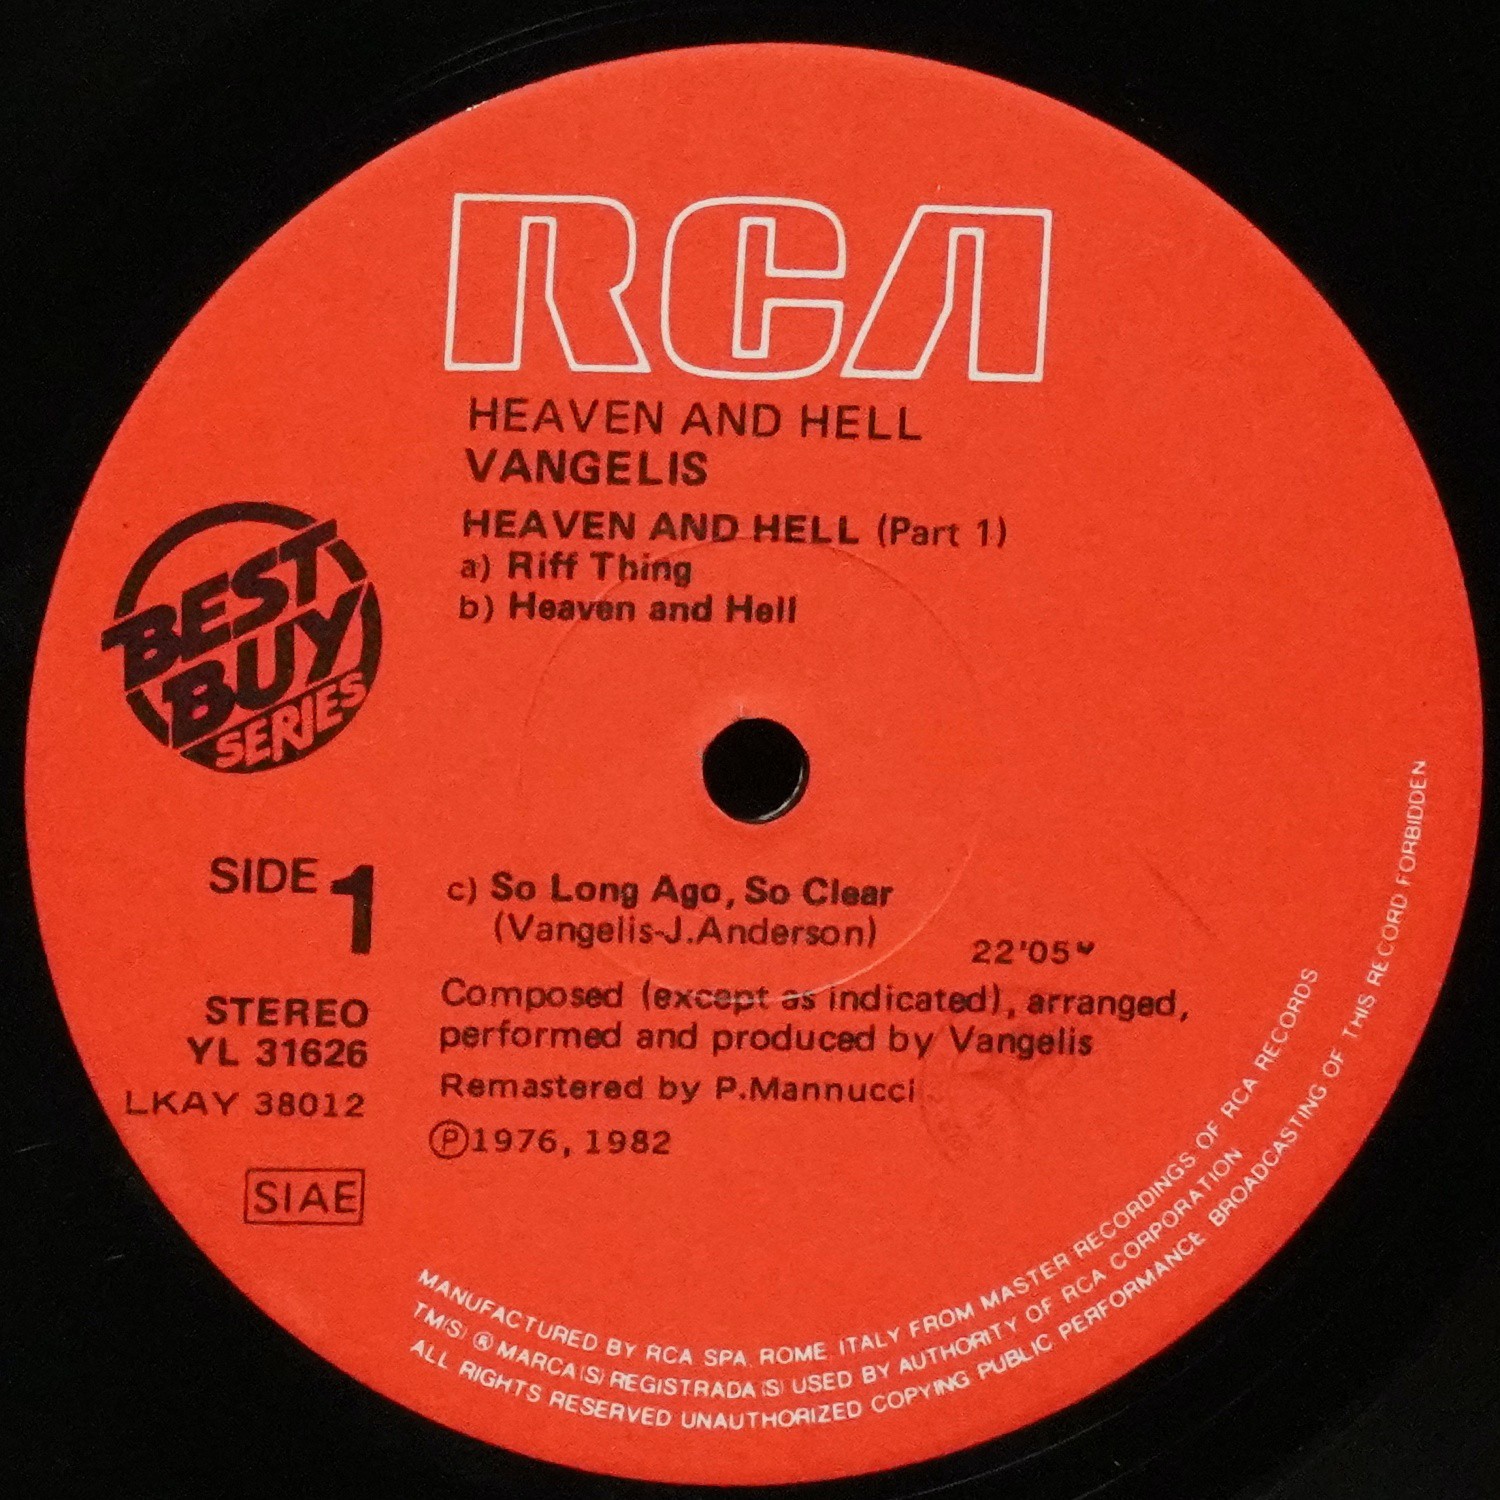 RCA
HEAVEN AND HELL
VANGELIS
HEAVEN AND HELL (Part 1)
a) Riff Thing
b) Heaven and Hell
BEST
BUY
SERIES
SIDE 1
c) So Long Ago, So Clear
(Vangelis-J.Anderson)
22'05"
STEREO
YL 31626
LKAY 38012
SIAE
Composed (except as indicated), arranged,
performed and produced by Vangelis
Remastered by P.Mannucci
Ⓟ1976, 1982
MANUFACTURED BY RCA SPA. ROME. ITALY FROM MASTER RECORDINGS OF RCA RECORDS
TM(S) ® MARCA(S) REGISTRADA(S) USED BY AUTHORITY OF RCA CORPORATION
ALL RIGHTS RESERVED UNAUTHORIZED COPYING PUBLIC PERFORMANCE BROADCASTING OF THIS RECORD FORBIDDEN